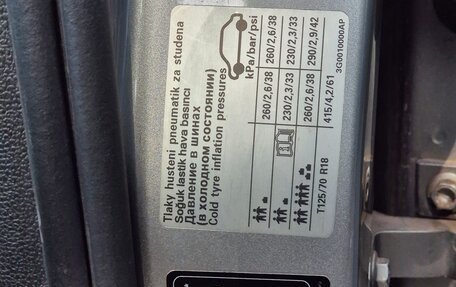 Tlaky husteni pneumatik za studena
Soğuk lastik hava basıncı
Давление в шинах
(в холодном состоянии)
Cold tyre inflation pressures
kPa/bar/psi
260/2,6/38 260/2,6/38
230/2,3/33 230/2,3/33
260/2,6/38 290/2,9/42
T125/70 R18 415/4,2/61
3G0010000AP